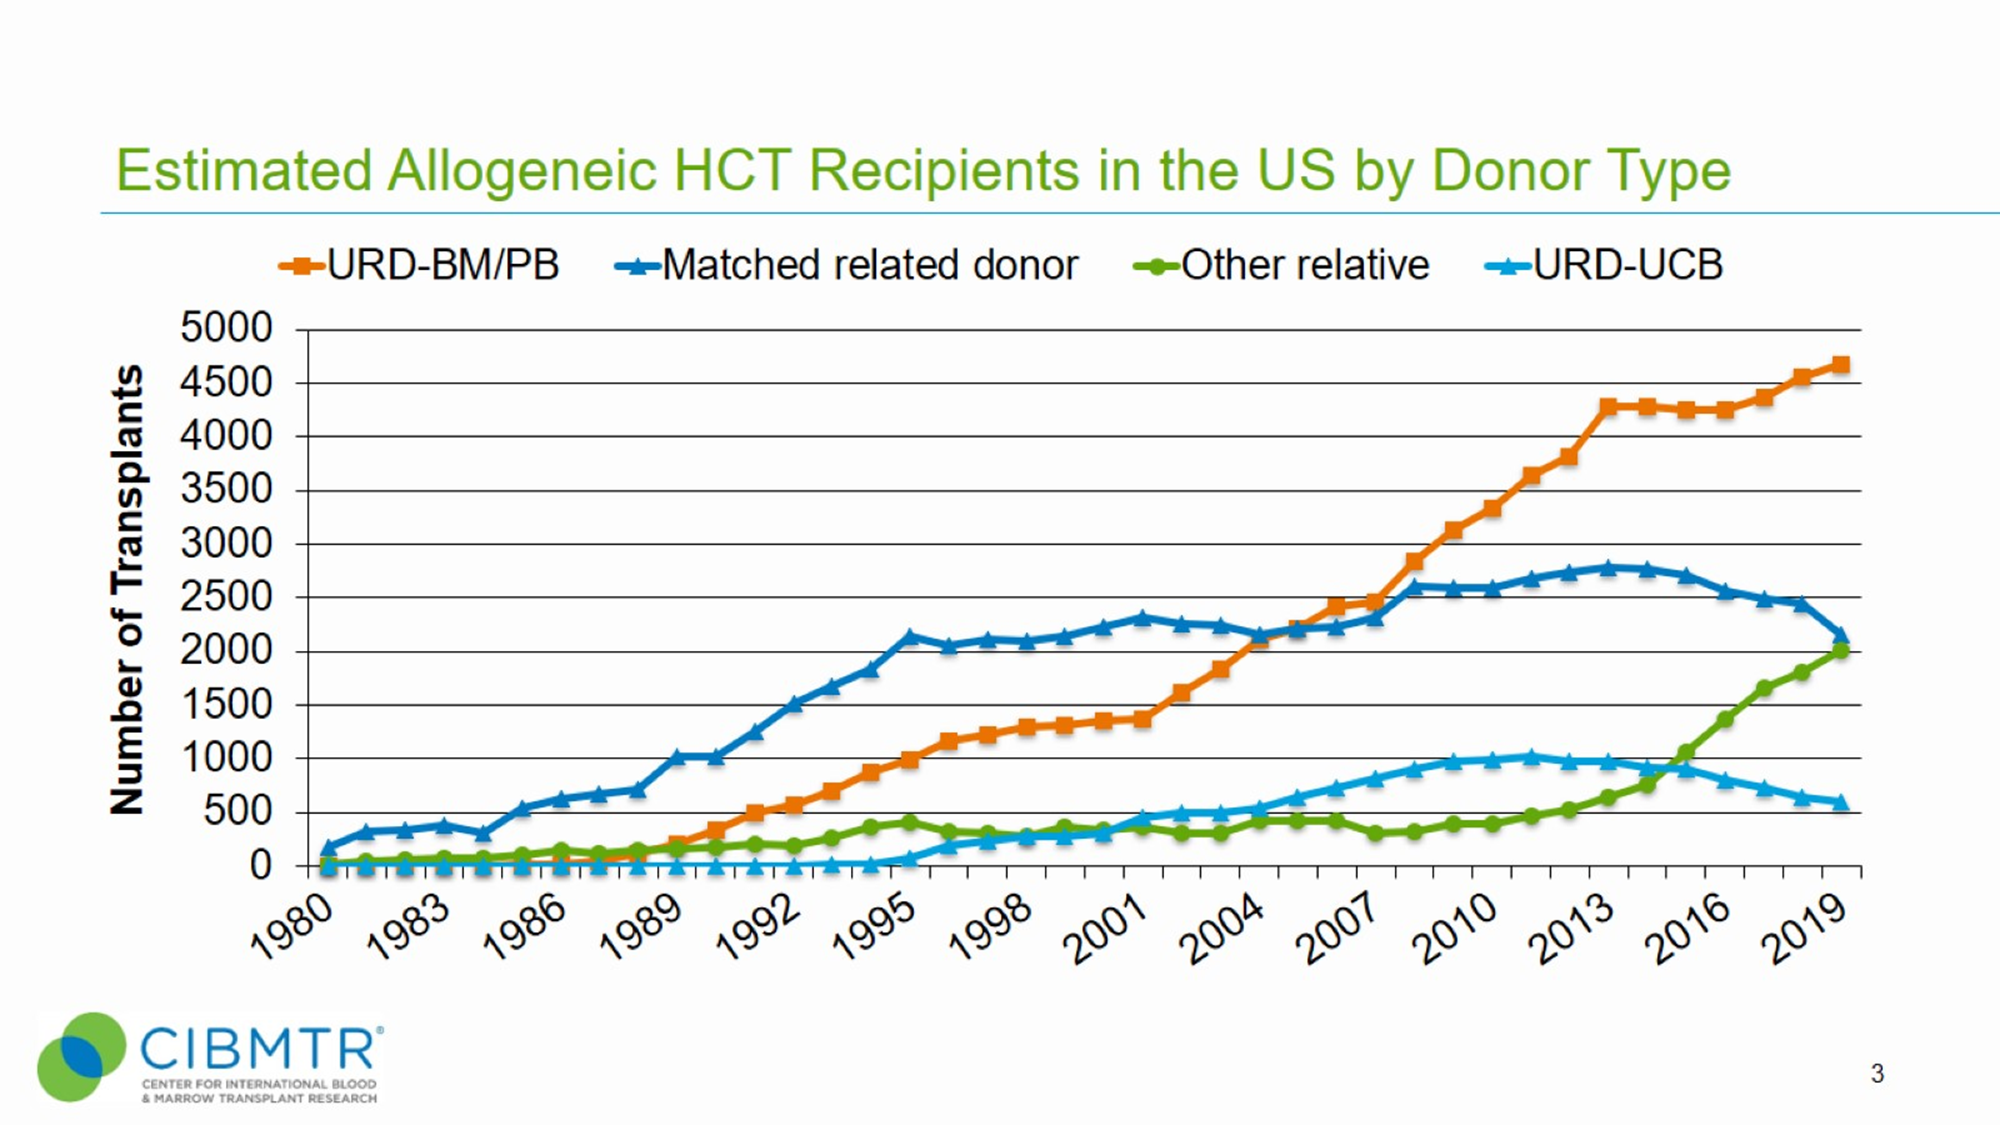 Estimated Allogeneic HCT Recipients in the US by Donor Type
URD-BM/PB Matched related donor Other relative URD-UCB
Number of Transplants
5000
4500
4000
3500
3000
2500
2000
1500
1000
500
0
1980 1983 1986 1989 1992 1995 1998 2001 2004 2007 2010 2013 2016 2019
CIBMTR®
CENTER FOR INTERNATIONAL BLOOD
& MARROW TRANSPLANT RESEARCH
3